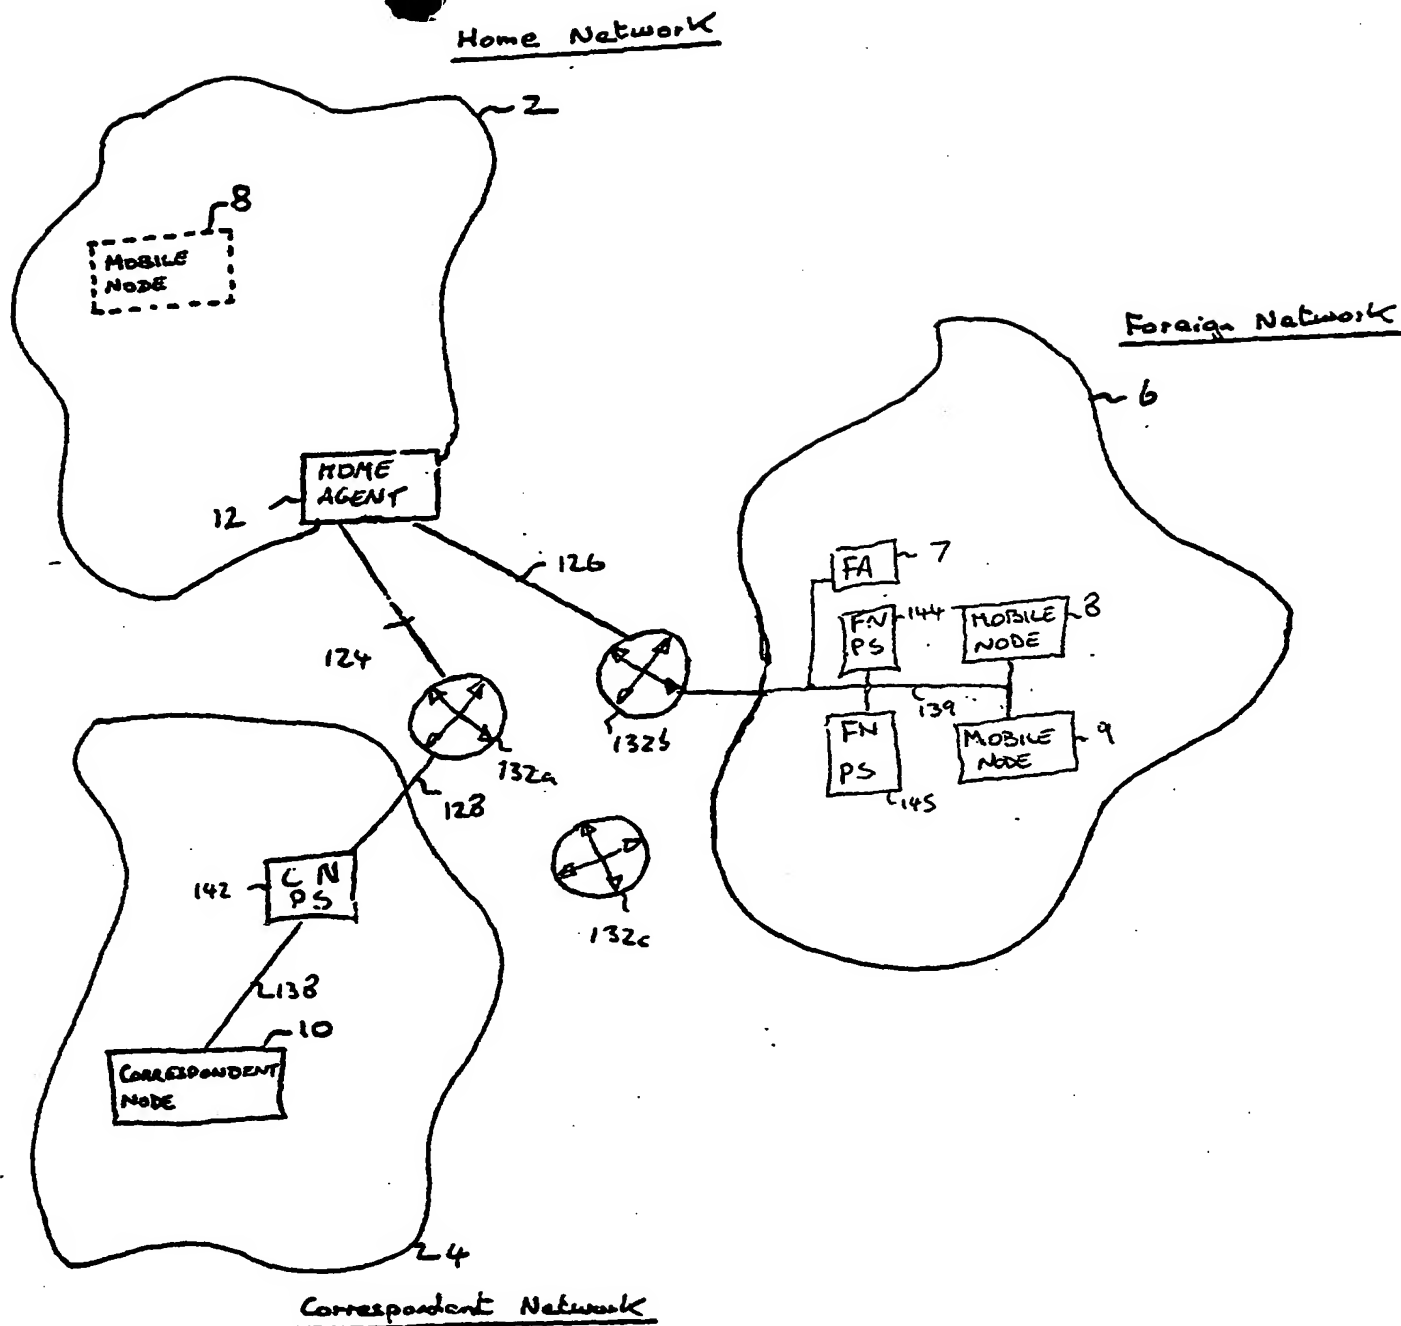 Home Network
2
8
MOBILE
NODE
Foreign Network
6
HOME
AGENT
12
126
7
FA
144
8
FN
PS
MOBILE
NODE
124
139
132b
FN
PS
MOBILE
NODE
9
132a
145
128
142
C N
PS
132c
138
10
CORRESPONDENT
NODE
4
Correspondent Network